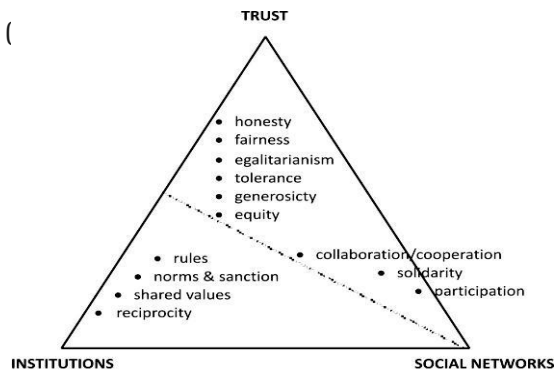 TRUST
(
• honesty
• fairness
• egalitarianism
• tolerance
• generosicty
• equity
• rules
• norms & sanction
• shared values
• reciprocity
• collaboration/cooperation
• solidarity
• participation
INSTITUTIONS
SOCIAL NETWORKS